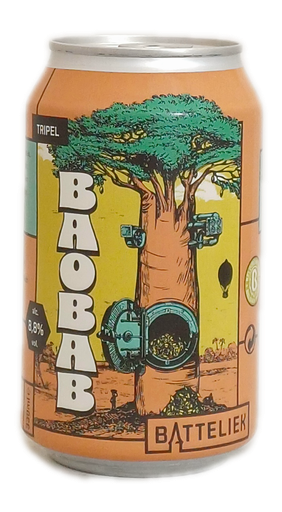 TRIPEL
BAOBAB
alc.
8,8%
vol.
BATTELIEK